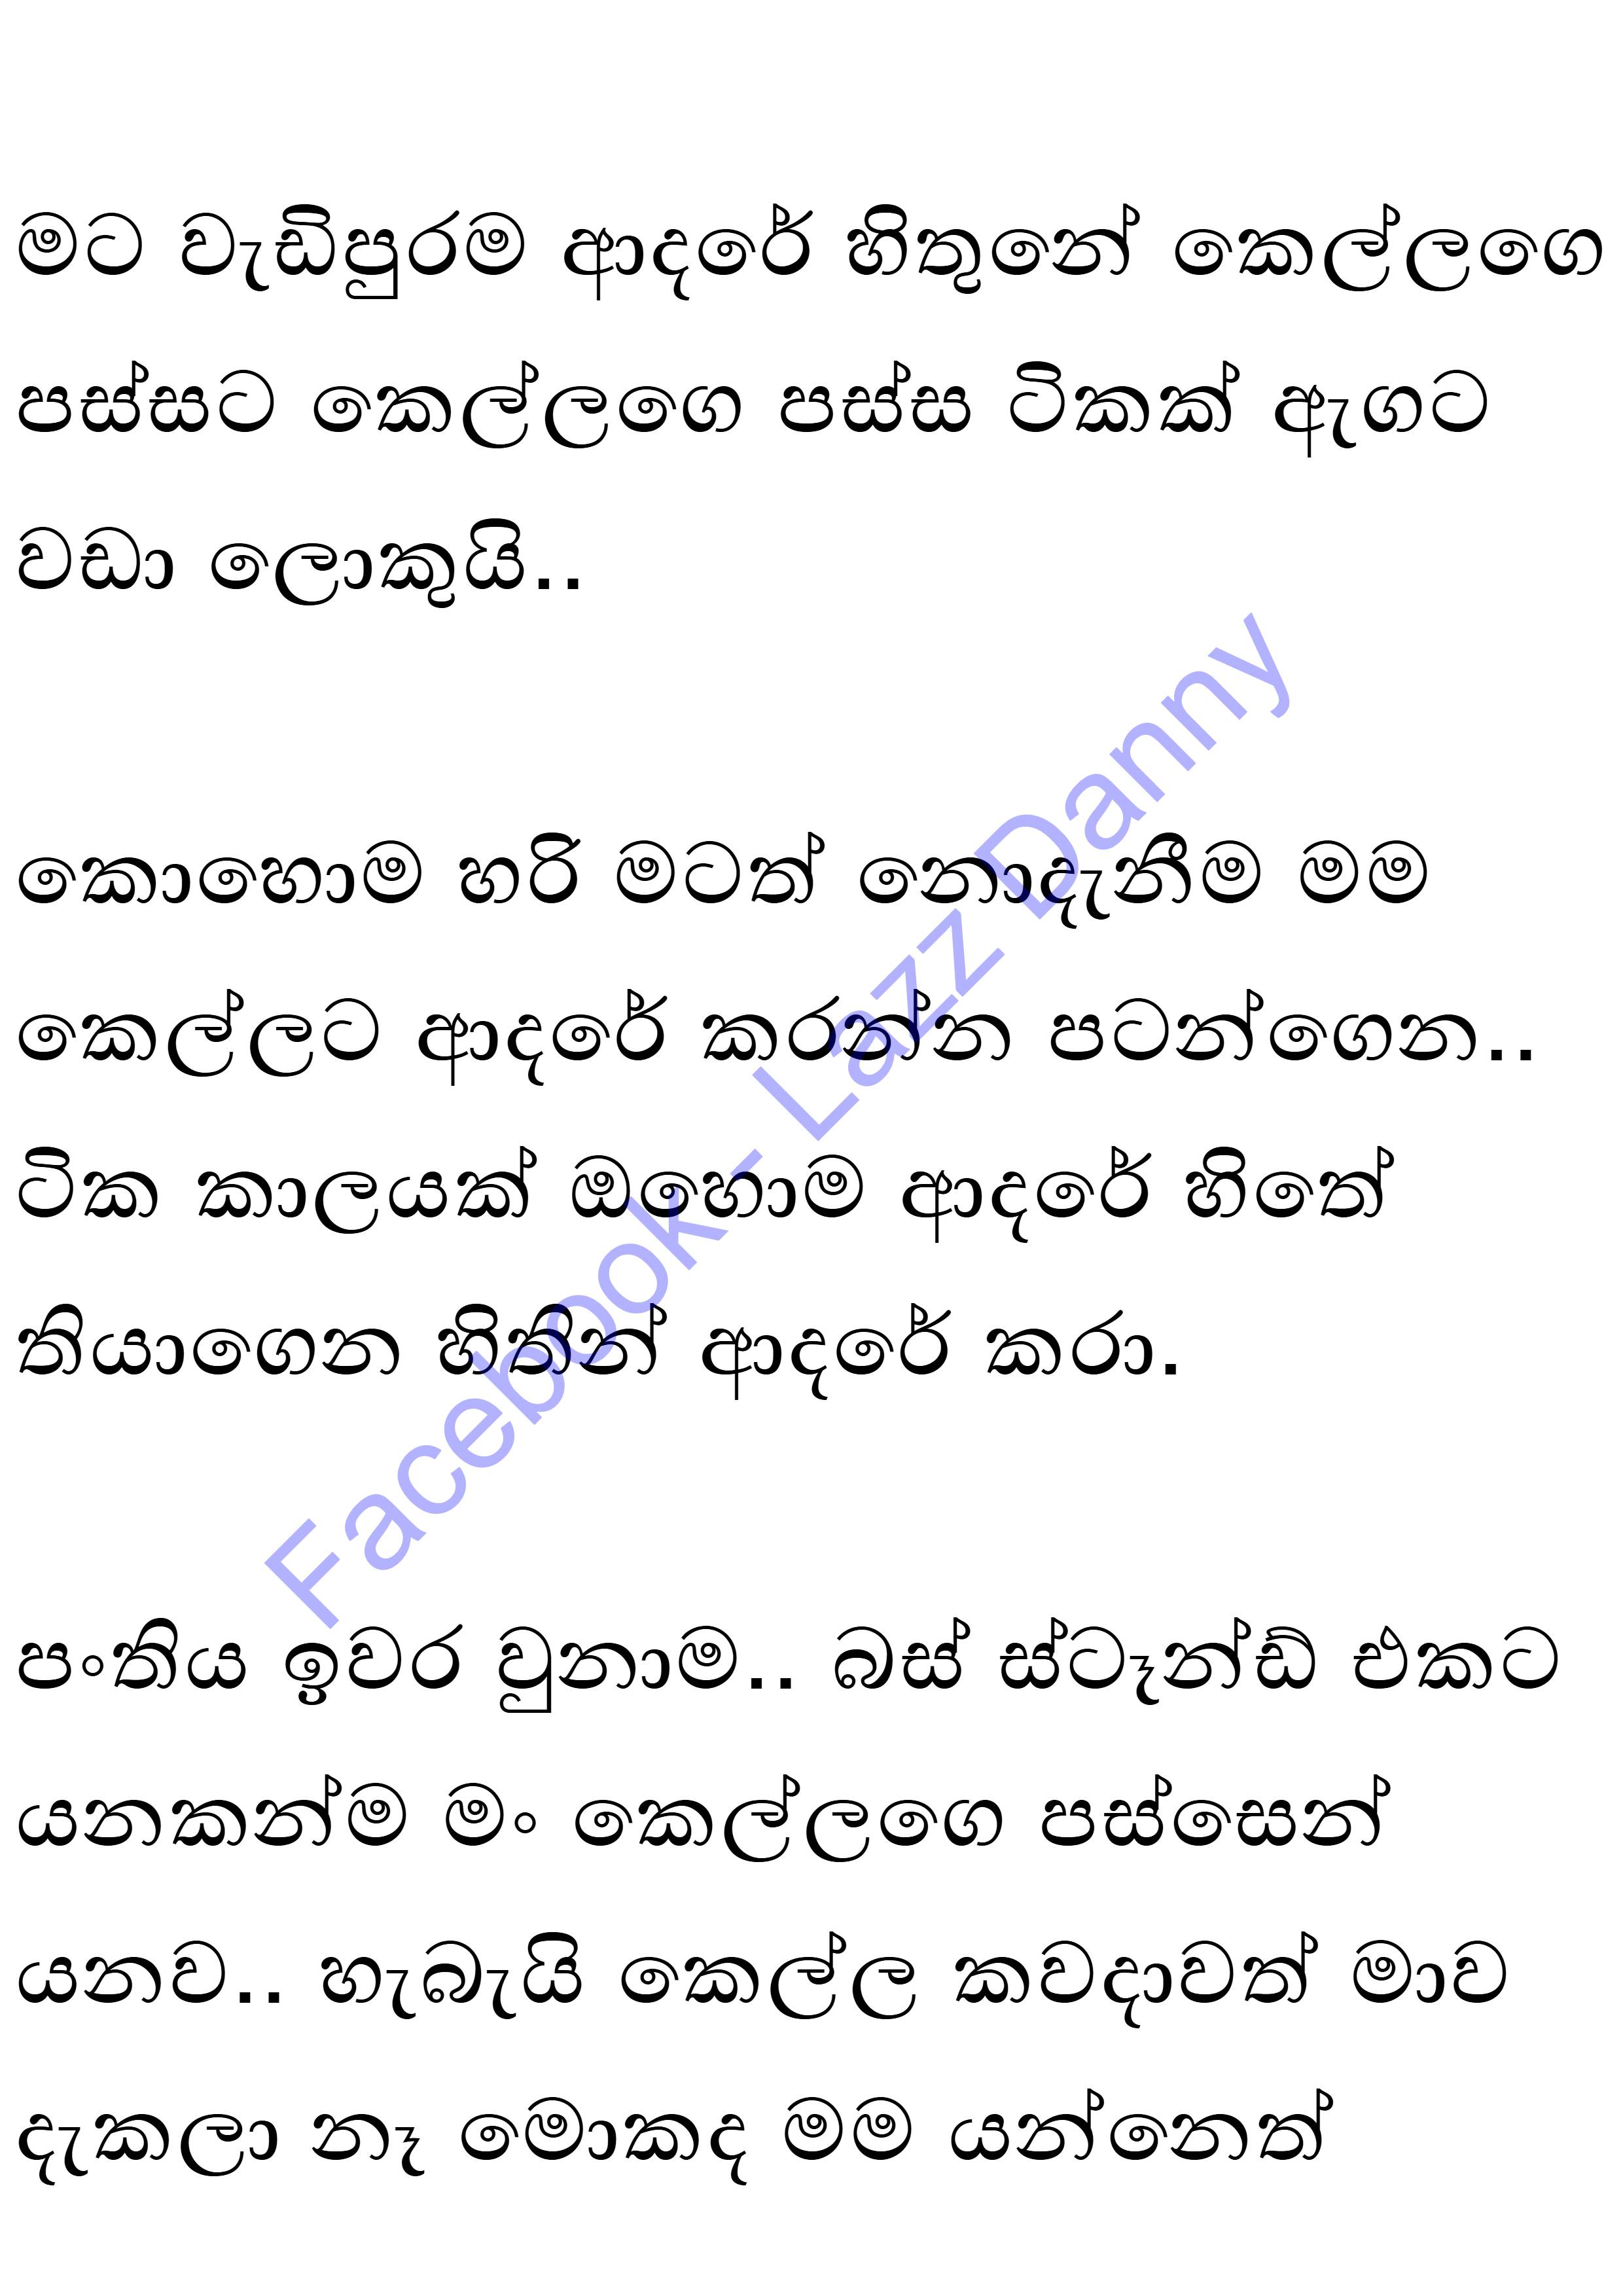 මට වැඩිපුරම ආදරේ හිතුනේ කෙල්ලගෙ
පස්සට කෙල්ලගෙ පස්ස ටිකක් ඇගට
වඩා ලොකුයි..
කොහොම හරි මටත් නොදැනීම මම
කෙල්ලට ආදරේ කරන්න පටන්ගෙන..
ටික කාලයක් ඔහොම ආදරේ හිතේ
තියාගෙන හිතින් ආදරේ කරා.
පංතිය ඉවර වුනාම.. බස් ස්ටෑන්ඩ් එකට
යනකන්ම මං කෙල්ලගෙ පස්සෙන්
යනව.. හැබැයි කෙල්ල කවදාවත් මාව
දැකලා නෑ මොකද මම යන්නෙත්
Facebook- Lazz Danny